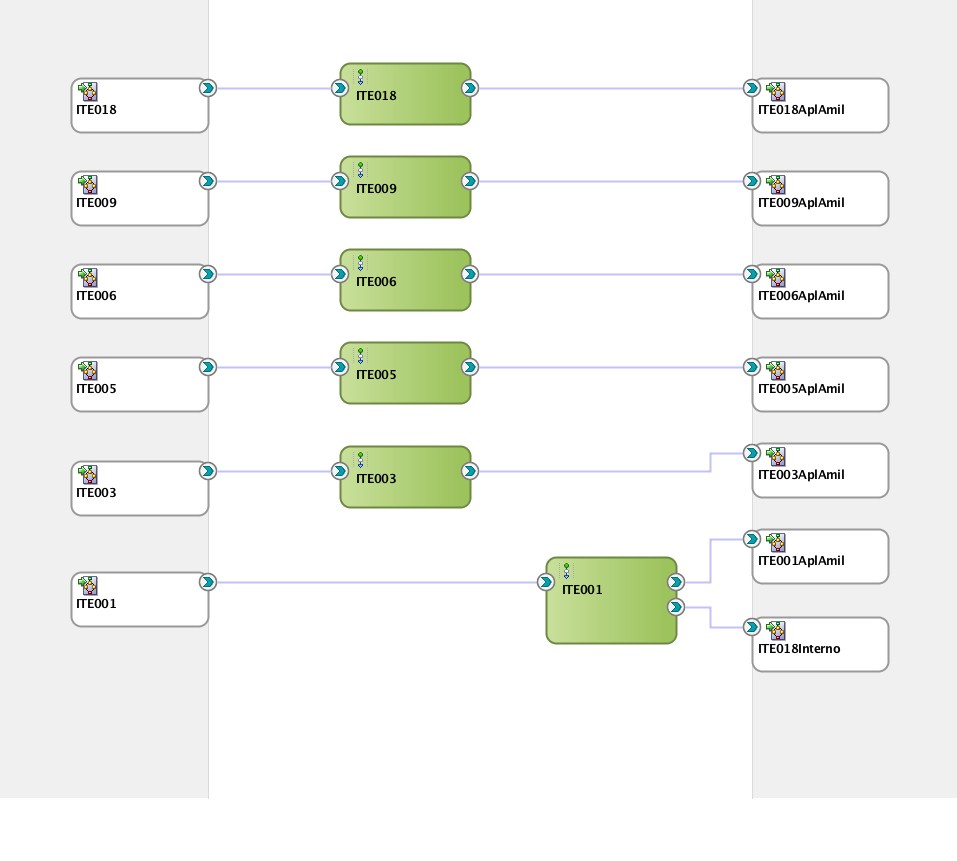 ITE018
ITE018
ITE018AplAmil
ITE009
ITE009
ITE009AplAmil
ITE006
ITE006
ITE006AplAmil
ITE005
ITE005
ITE005AplAmil
ITE003
ITE003
ITE003AplAmil
ITE001
ITE001
ITE001AplAmil
ITE018Interno